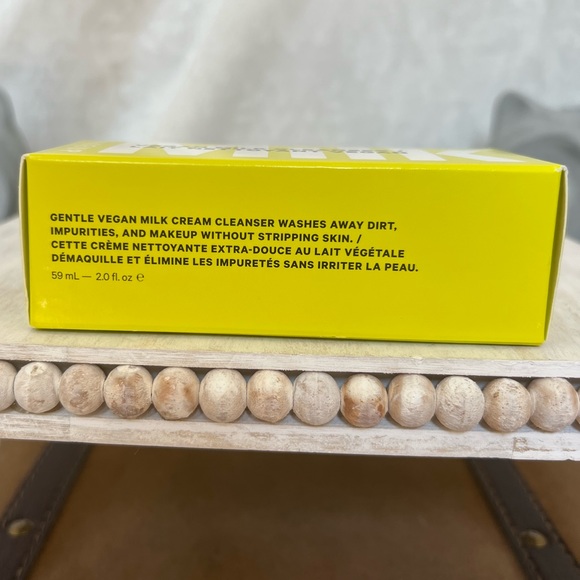 GENTLE VEGAN MILK CREAM CLEANSER WASHES AWAY DIRT,
IMPURITIES, AND MAKEUP WITHOUT STRIPPING SKIN. /
CETTE CRÈME NETTOYANTE EXTRA-DOUCE AU LAIT VÉGÉTALE
DÉMAQUILLE ET ÉLIMINE LES IMPURETÉS SANS IRRITER LA PEAU.
59 mL — 2.0 fl. oz ℮